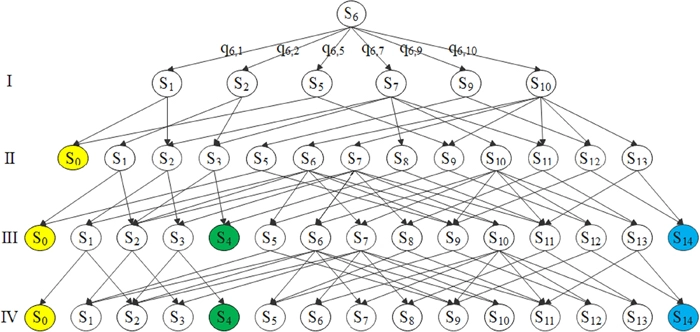 S6
q6,1 q6,2 q6,5 q6,7 q6,9 q6,10
I S1 S2 S5 S7 S9 S10
II S0 S1 S2 S3 S5 S6 S7 S8 S9 S10 S11 S12 S13
III S0 S1 S2 S3 S4 S5 S6 S7 S8 S9 S10 S11 S12 S13 S14
IV S0 S1 S2 S3 S4 S5 S6 S7 S8 S9 S10 S11 S12 S13 S14